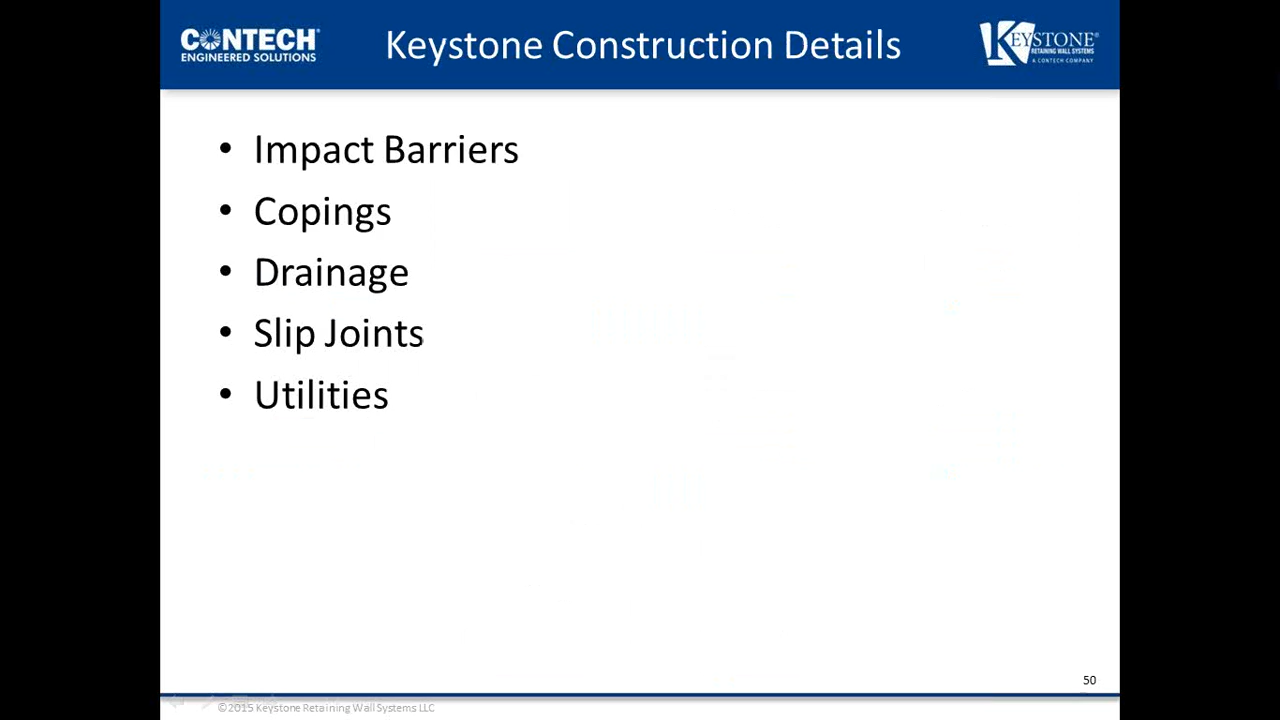 CONTECH®
ENGINEERED SOLUTIONS
Keystone Construction Details
KEYSTONE®
RETAINING WALL SYSTEMS
A CONTECH COMPANY
• Impact Barriers
• Copings
• Drainage
• Slip Joints
• Utilities
50
©2015 Keystone Retaining Wall Systems LLC